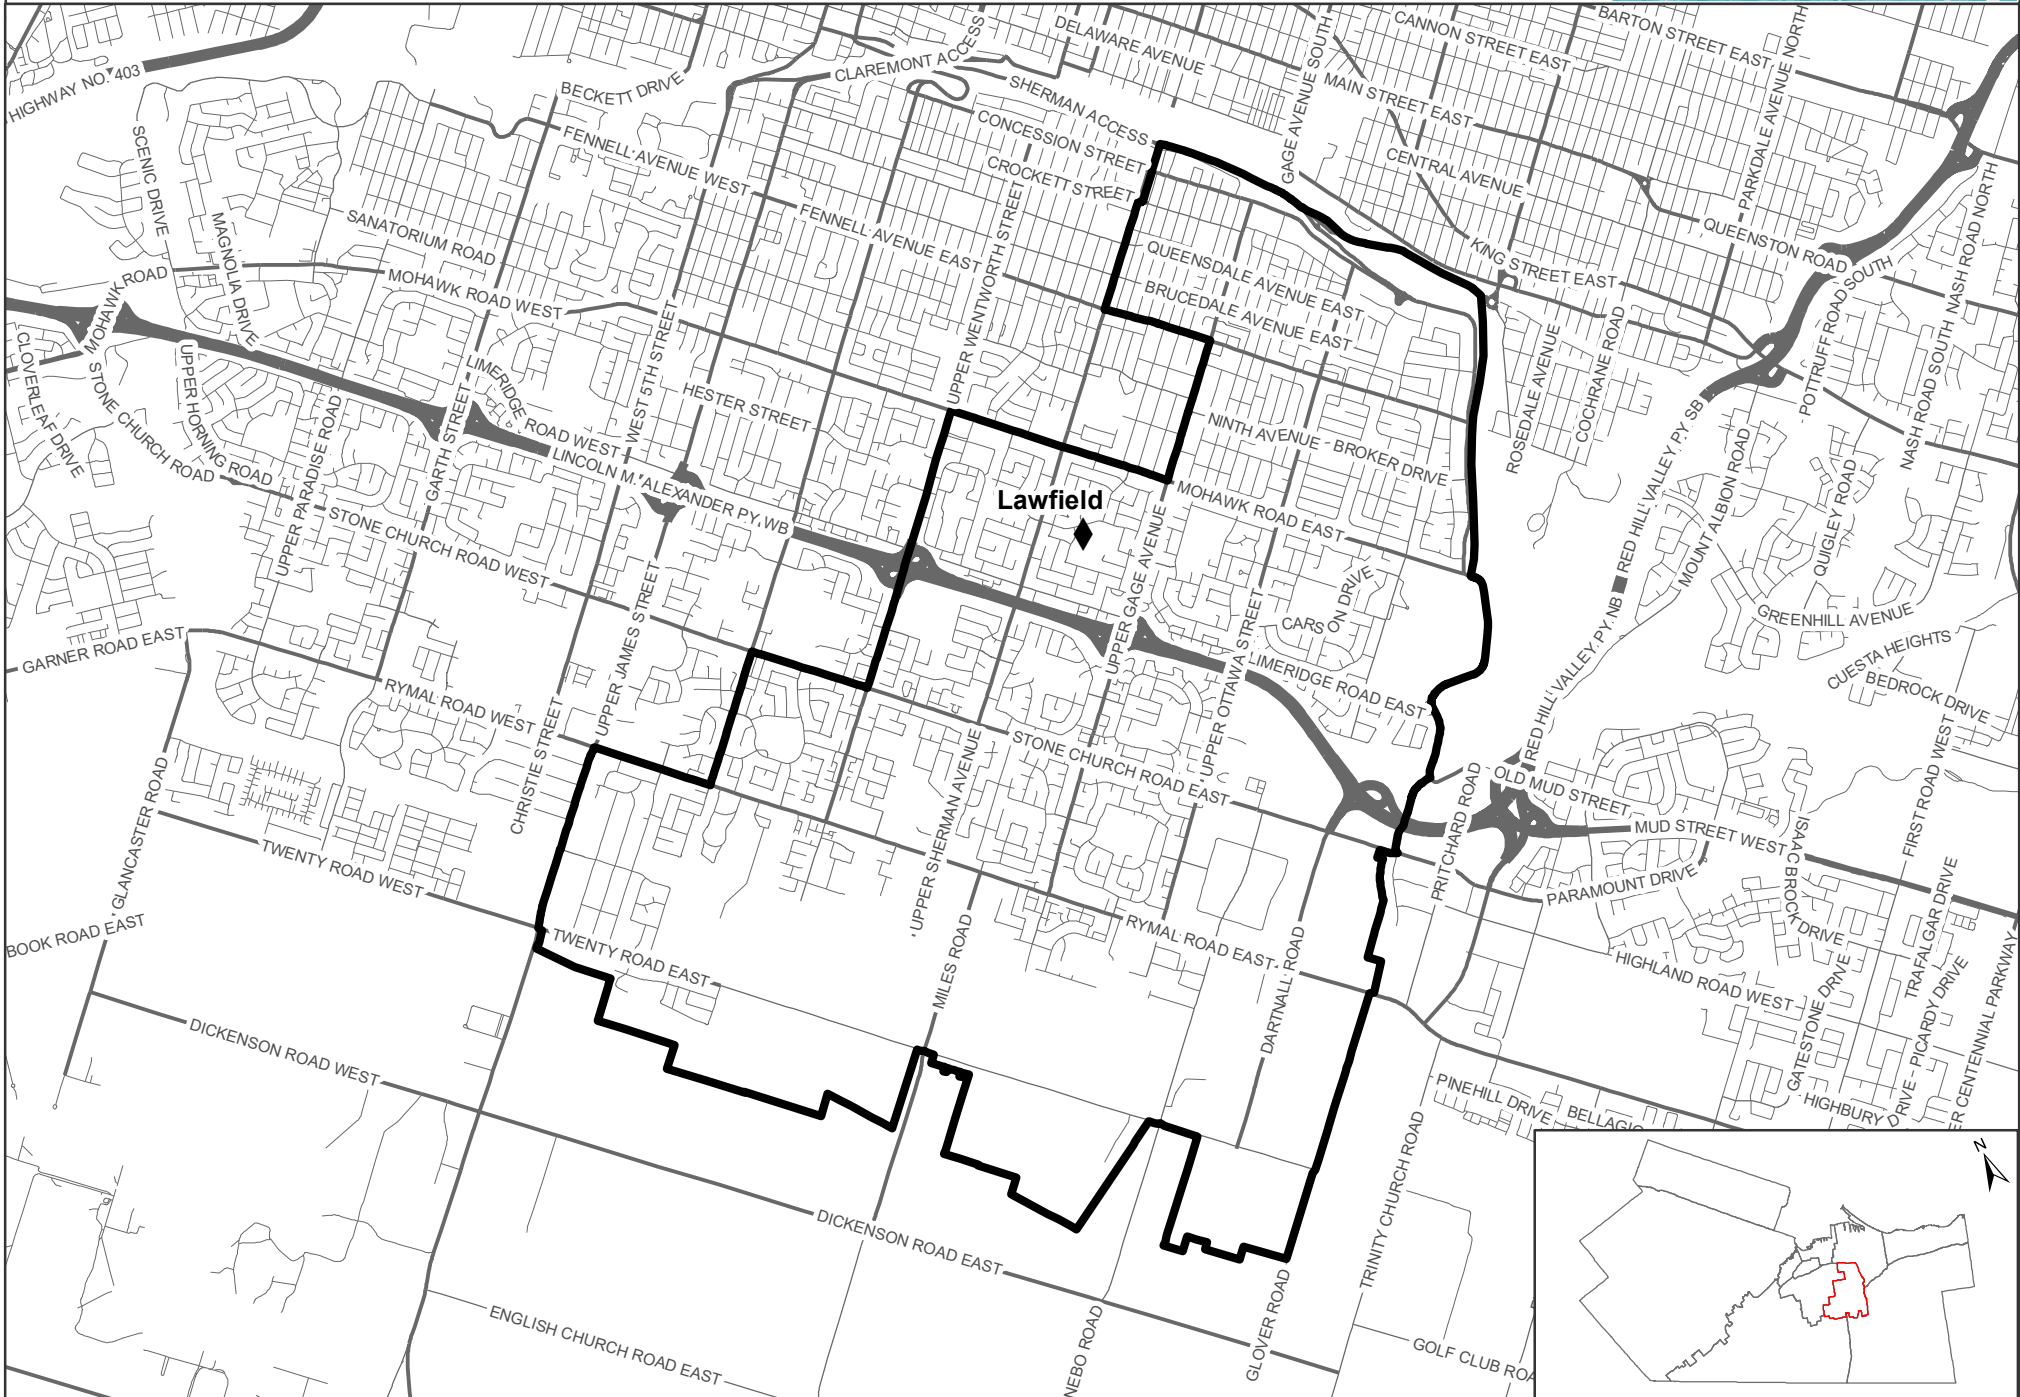 HIGHWAY NO. 403
BECKETT DRIVE
CLAREMONT ACCESS
DELAWARE AVENUE
GAGE AVENUE SOUTH
CANNON STREET EAST
BARTON STREET EAST
PARKDALE AVENUE NORTH
SHERMAN ACCESS
MAIN STREET EAST
CONCESSION STREET
CROCKETT STREET
CENTRAL AVENUE
SCENIC DRIVE
FENNELL AVENUE WEST
FENNELL AVENUE EAST
SANATORIUM ROAD
MAGNOLIA DRIVE
MOHAWK ROAD
MOHAWK ROAD WEST
UPPER WENTWORTH STREET
QUEENSDALE AVENUE EAST
BRUCEDALE AVENUE EAST
KING STREET EAST
QUEENSTON ROAD
POTTRUFF ROAD SOUTH
NASH ROAD NORTH
NASH ROAD SOUTH
CLOVERLEAF DRIVE
STONE CHURCH ROAD
UPPER HORNING ROAD
UPPER PARADISE ROAD
GARTH STREET
LIMERIDGE ROAD WEST
WEST 5TH STREET
HESTER STREET
LINCOLN M. ALEXANDER PY. WB
NINTH AVENUE - BROKER DRIVE
ROSEDALE AVENUE
COCHRANE ROAD
RED HILL VALLEY PY SB
MOUNT ALBION ROAD
QUIGLEY ROAD
Lawfield
MOHAWK ROAD EAST
STONE CHURCH ROAD WEST
UPPER JAMES STREET
UPPER GAGE AVENUE
UPPER OTTAWA STREET
CARSON DRIVE
GREENHILL AVENUE
CUESTA HEIGHTS
BEDROCK DRIVE
GARNER ROAD EAST
RYMAL ROAD WEST
CHRISTIE STREET
LIMERIDGE ROAD EAST
RED HILL VALLEY PY NB
FIRST ROAD WEST
STONE CHURCH ROAD EAST
UPPER SHERMAN AVENUE
PRITCHARD ROAD
OLD MUD STREET
MUD STREET WEST
ISAAC BROCK DRIVE
GLANCASTER ROAD
TWENTY ROAD WEST
PARAMOUNT DRIVE
TRAFALGAR DRIVE
BOOK ROAD EAST
TWENTY ROAD EAST
MILES ROAD
RYMAL ROAD EAST
DARTNALL ROAD
HIGHLAND ROAD WEST
GATESTONE DRIVE
DRIVE - PICARDY DRIVE
ER CENTENNIAL PARKWAY
DICKENSON ROAD WEST
PINEHILL DRIVE
BELLAGIO
HIGHBURY D
TRINITY CHURCH ROAD
DICKENSON ROAD EAST
ENGLISH CHURCH ROAD EAST
NEBO ROAD
GLOVER ROAD
GOLF CLUB ROA
N